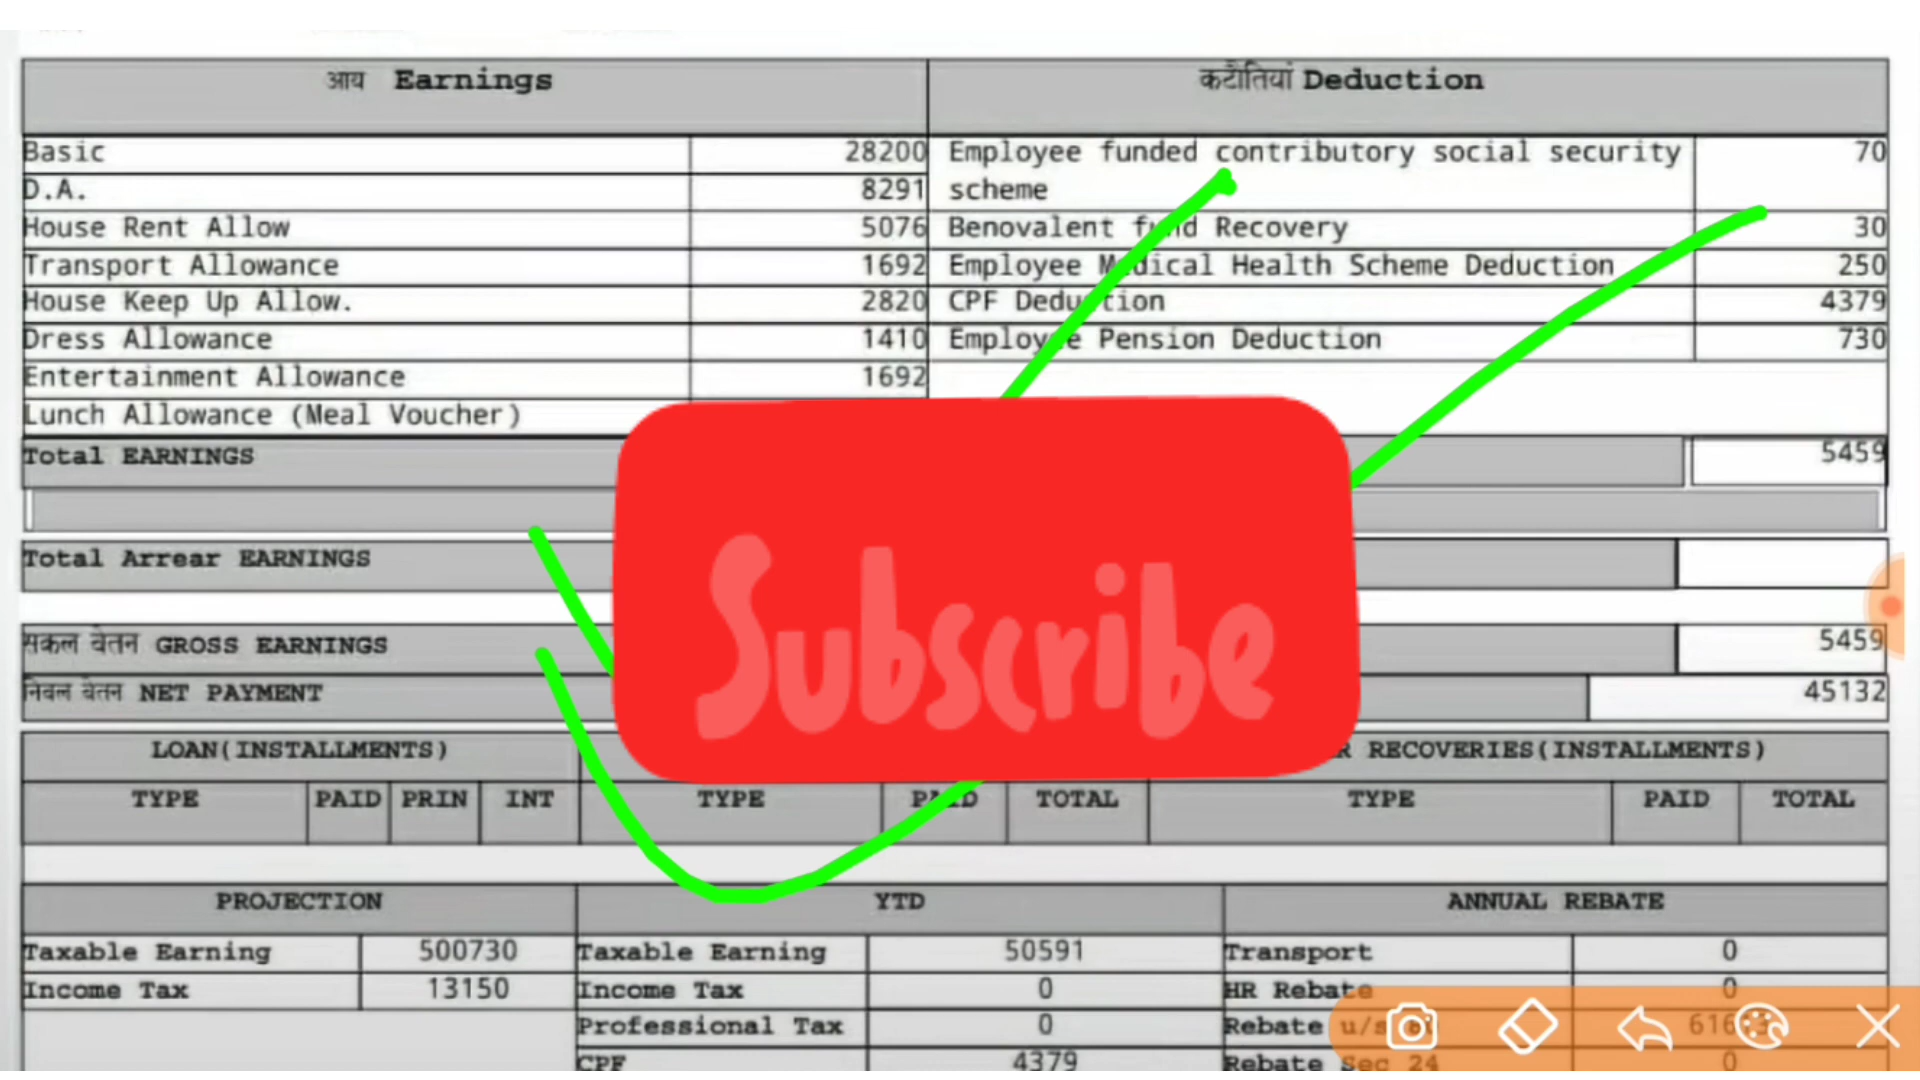 आय Earnings
कटौतियां Deduction
Basic 28200 Employee funded contributory social security 70
D.A. 8291 scheme
House Rent Allow 5076 Benovalent fund Recovery 30
Transport Allowance 1692 Employee Medical Health Scheme Deduction 250
House Keep Up Allow. 2820 CPF Deduction 4379
Dress Allowance 1410 Employee Pension Deduction 730
Entertainment Allowance 1692
Lunch Allowance (Meal Voucher)
Total EARNINGS 5459
Total Arrear EARNINGS
सकल वेतन GROSS EARNINGS 5459
निवल वेतन NET PAYMENT 45132
Subscribe
LOAN(INSTALLMENTS) R RECOVERIES(INSTALLMENTS)
TYPE PAID PRIN INT TYPE PAID TOTAL TYPE PAID TOTAL
PROJECTION YTD ANNUAL REBATE
Taxable Earning 500730 Taxable Earning 50591 Transport 0
Income Tax 13150 Income Tax 0 HR Rebate 0
Professional Tax 0 Rebate
CPF 4379 Rebate Sec 24 0